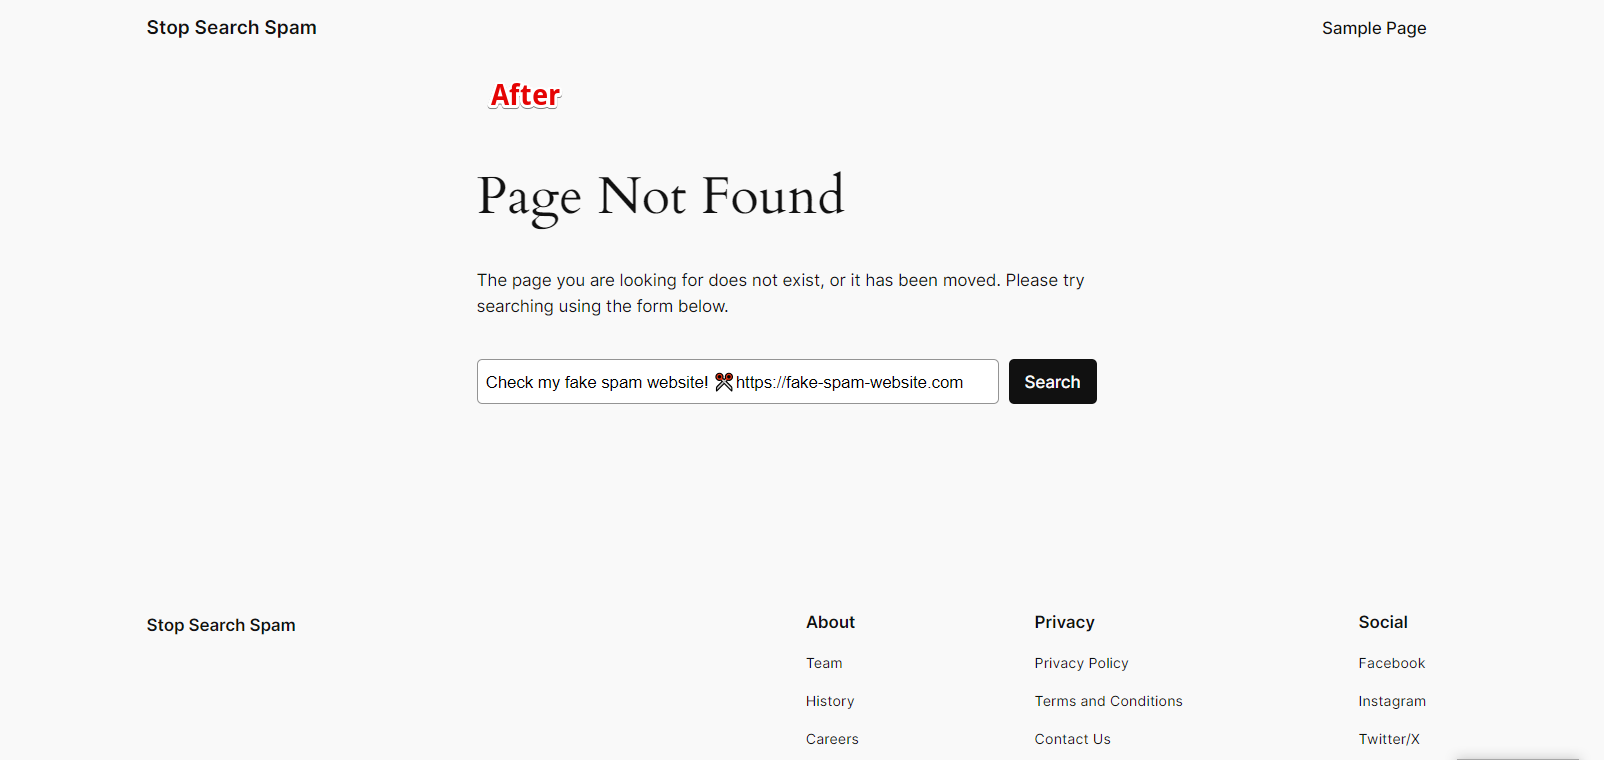 Stop Search Spam
Sample Page
After
Page Not Found
The page you are looking for does not exist, or it has been moved. Please try
searching using the form below.
Check my fake spam website! ✂https://fake-spam-website.com
Search
Stop Search Spam
About
Team
History
Careers
Privacy
Privacy Policy
Terms and Conditions
Contact Us
Social
Facebook
Instagram
Twitter/X